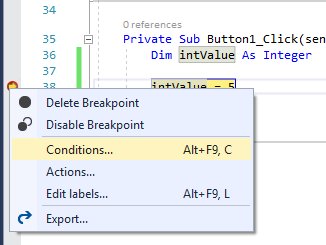 34
0 references
35 Private Sub Button1_Click(sen
36 Dim intValue As Integer
37
38 intValue = 5
Delete Breakpoint
Disable Breakpoint
Conditions... Alt+F9, C
Actions...
Edit labels... Alt+F9, L
Export...